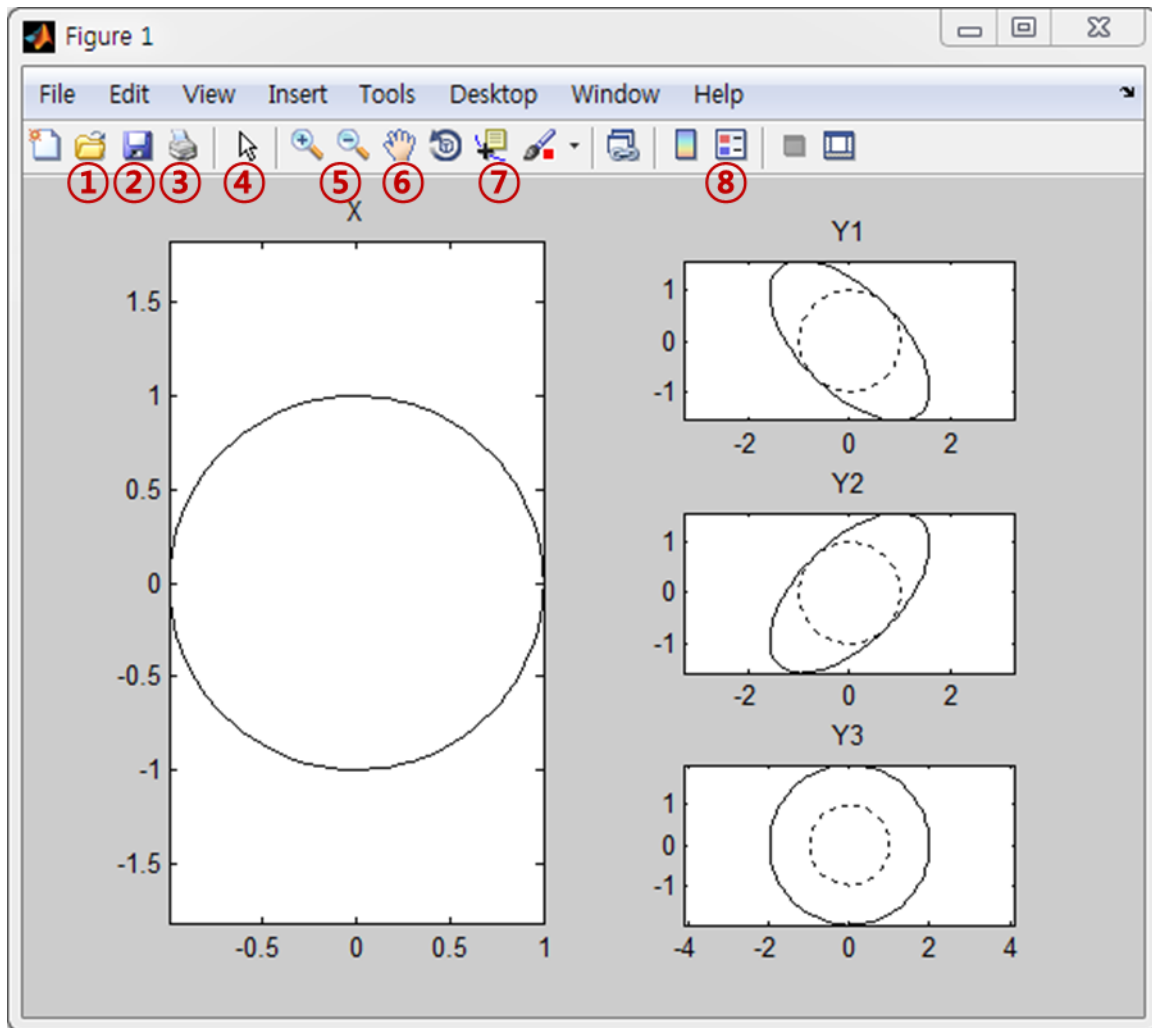 Figure 1
File Edit View Insert Tools Desktop Window Help
① ② ③ ④ ⑤ ⑥ ⑦ ⑧
X
1.5
1
0.5
0
-0.5
-1
-1.5
-0.5 0 0.5 1
Y1
1
0
-1
-2 0 2
Y2
1
0
-1
-2 0 2
Y3
1
0
-1
-4 -2 0 2 4